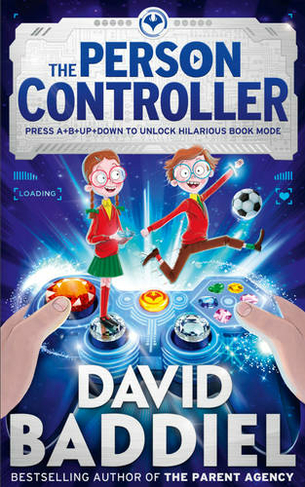 THE PERSON
CONTROLLER
PRESS A+B+UP+DOWN TO UNLOCK HILARIOUS BOOK MODE
LOADING
DAVID
BADDIEL
BESTSELLING AUTHOR OF THE PARENT AGENCY